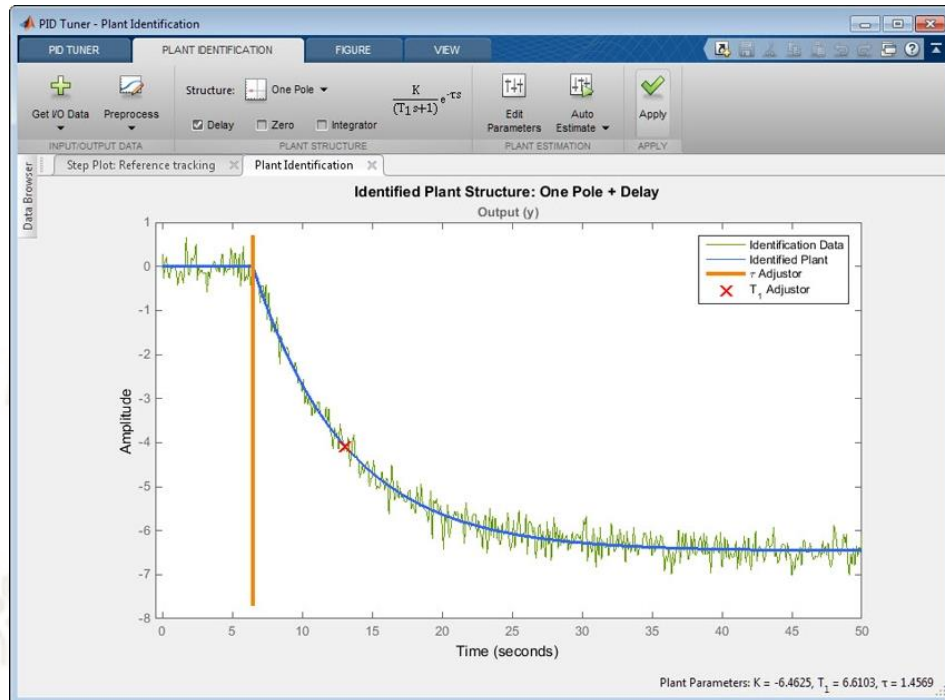 PID Tuner - Plant Identification
PID TUNER PLANT IDENTIFICATION FIGURE VIEW
Structure: One Pole
K
(T₁s+1) e-τs
Get I/O Data Preprocess Delay Zero Integrator Edit Parameters Auto Estimate Apply
INPUT/OUTPUT DATA PLANT STRUCTURE PLANT ESTIMATION APPLY
Data Browser
Step Plot: Reference tracking Plant Identification
Identified Plant Structure: One Pole + Delay
Output (y)
Identification Data
Identified Plant
τ Adjustor
T₁ Adjustor
Amplitude
1
0
-1
-2
-3
-4
-5
-6
-7
-8
0 5 10 15 20 25 30 35 40 45 50
Time (seconds)
Plant Parameters: K = -6.4625, T₁ = 6.6103, τ = 1.4569